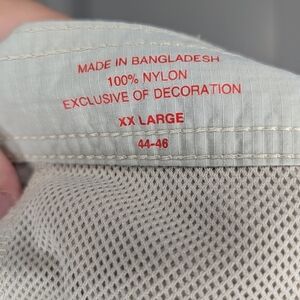 MADE IN BANGLADESH
100% NYLON
EXCLUSIVE OF DECORATION
XX LARGE
44-46